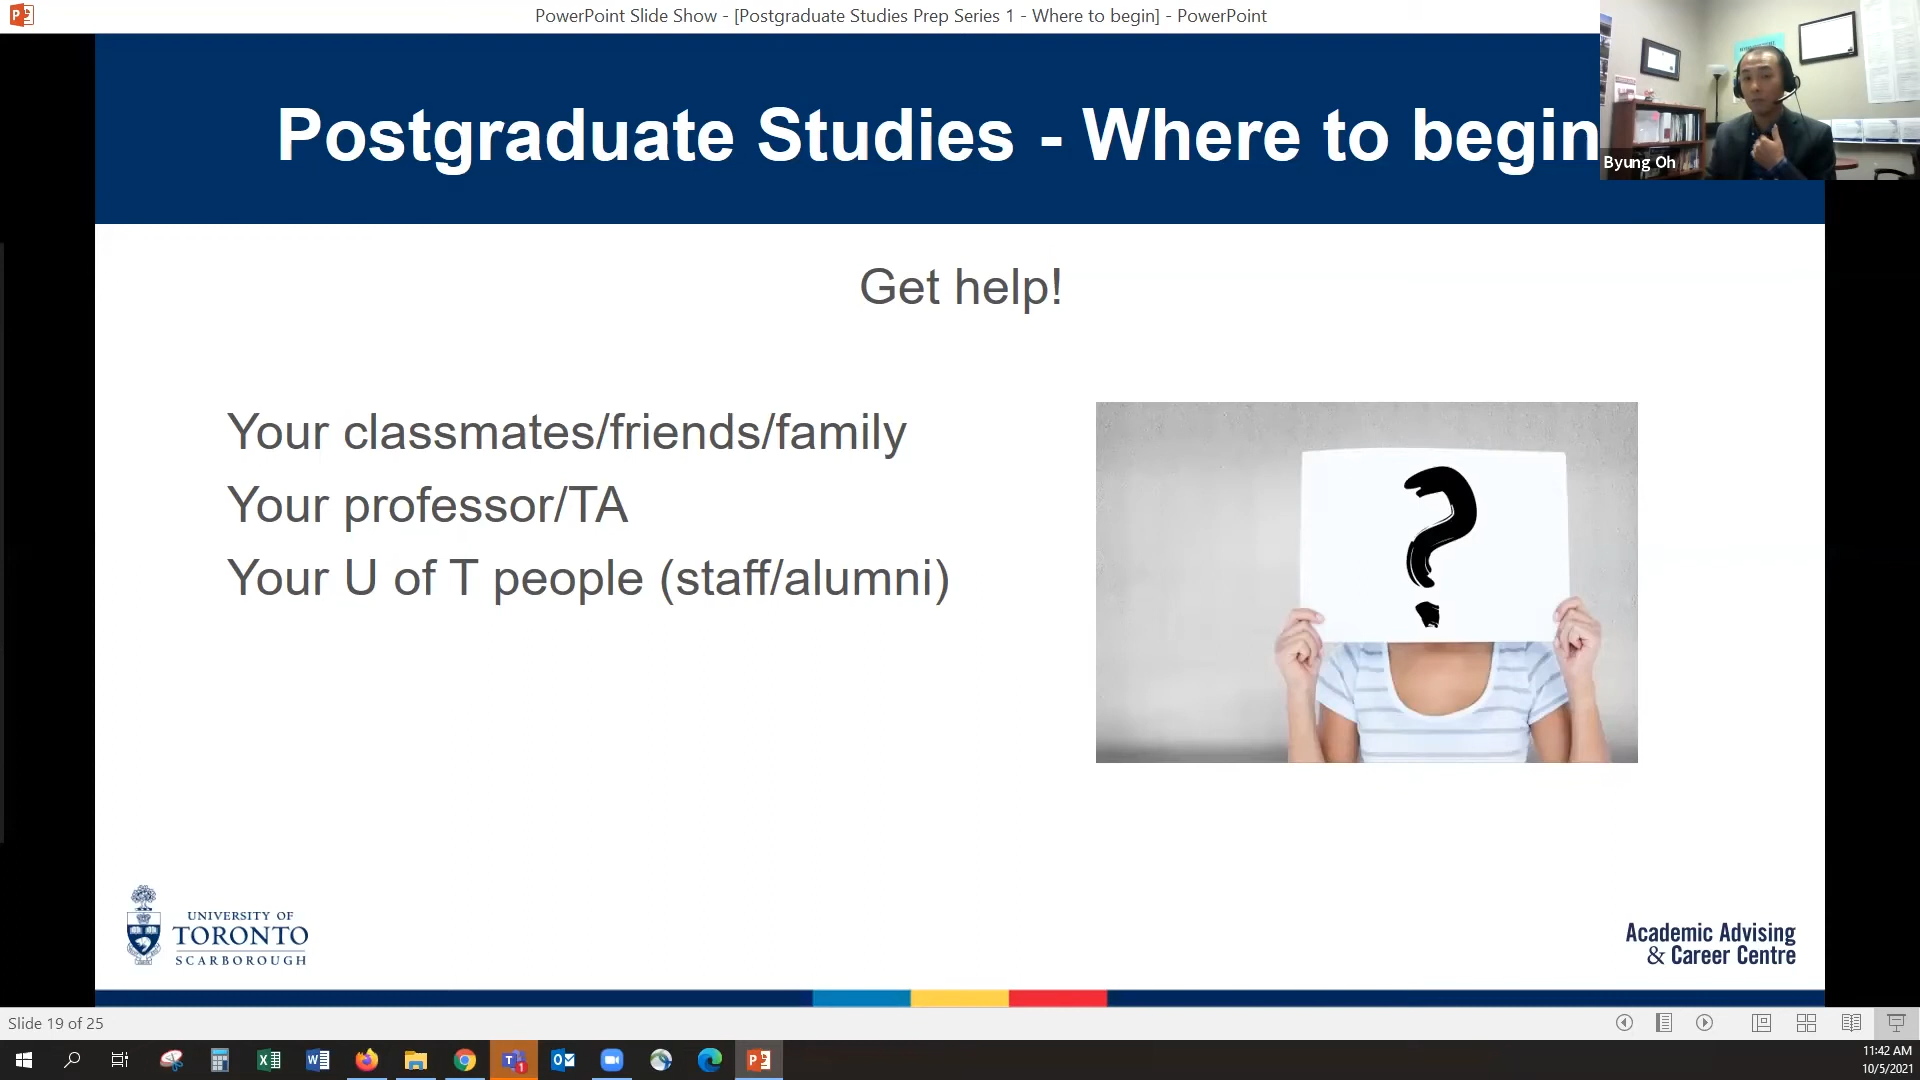 PowerPoint Slide Show - [Postgraduate Studies Prep Series 1 - Where to begin] - PowerPoint
Postgraduate Studies - Where to begin
Byung Oh
Get help!
Your classmates/friends/family
Your professor/TA
Your U of T people (staff/alumni)
?
UNIVERSITY OF
TORONTO
SCARBOROUGH
Academic Advising
& Career Centre
Slide 19 of 25
11:42 AM
10/5/2021